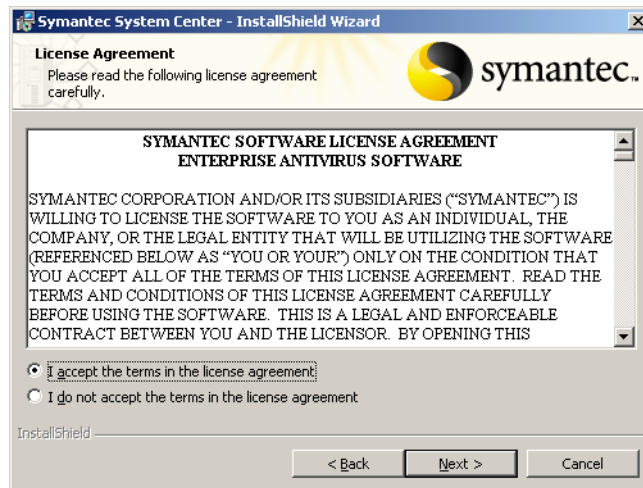 Symantec System Center - InstallShield Wizard
License Agreement
Please read the following license agreement
carefully.
symantec.
SYMANTEC SOFTWARE LICENSE AGREEMENT
ENTERPRISE ANTIVIRUS SOFTWARE
SYMANTEC CORPORATION AND/OR ITS SUBSIDIARIES (“SYMANTEC”) IS
WILLING TO LICENSE THE SOFTWARE TO YOU AS AN INDIVIDUAL, THE
COMPANY, OR THE LEGAL ENTITY THAT WILL BE UTILIZING THE SOFTWARE
(REFERENCED BELOW AS “YOU OR YOUR”) ONLY ON THE CONDITION THAT
YOU ACCEPT ALL OF THE TERMS OF THIS LICENSE AGREEMENT.  READ THE
TERMS AND CONDITIONS OF THIS LICENSE AGREEMENT CAREFULLY
BEFORE USING THE SOFTWARE.  THIS IS A LEGAL AND ENFORCEABLE
CONTRACT BETWEEN YOU AND THE LICENSOR.  BY OPENING THIS
I accept the terms in the license agreement
I do not accept the terms in the license agreement
InstallShield
< Back
Next >
Cancel